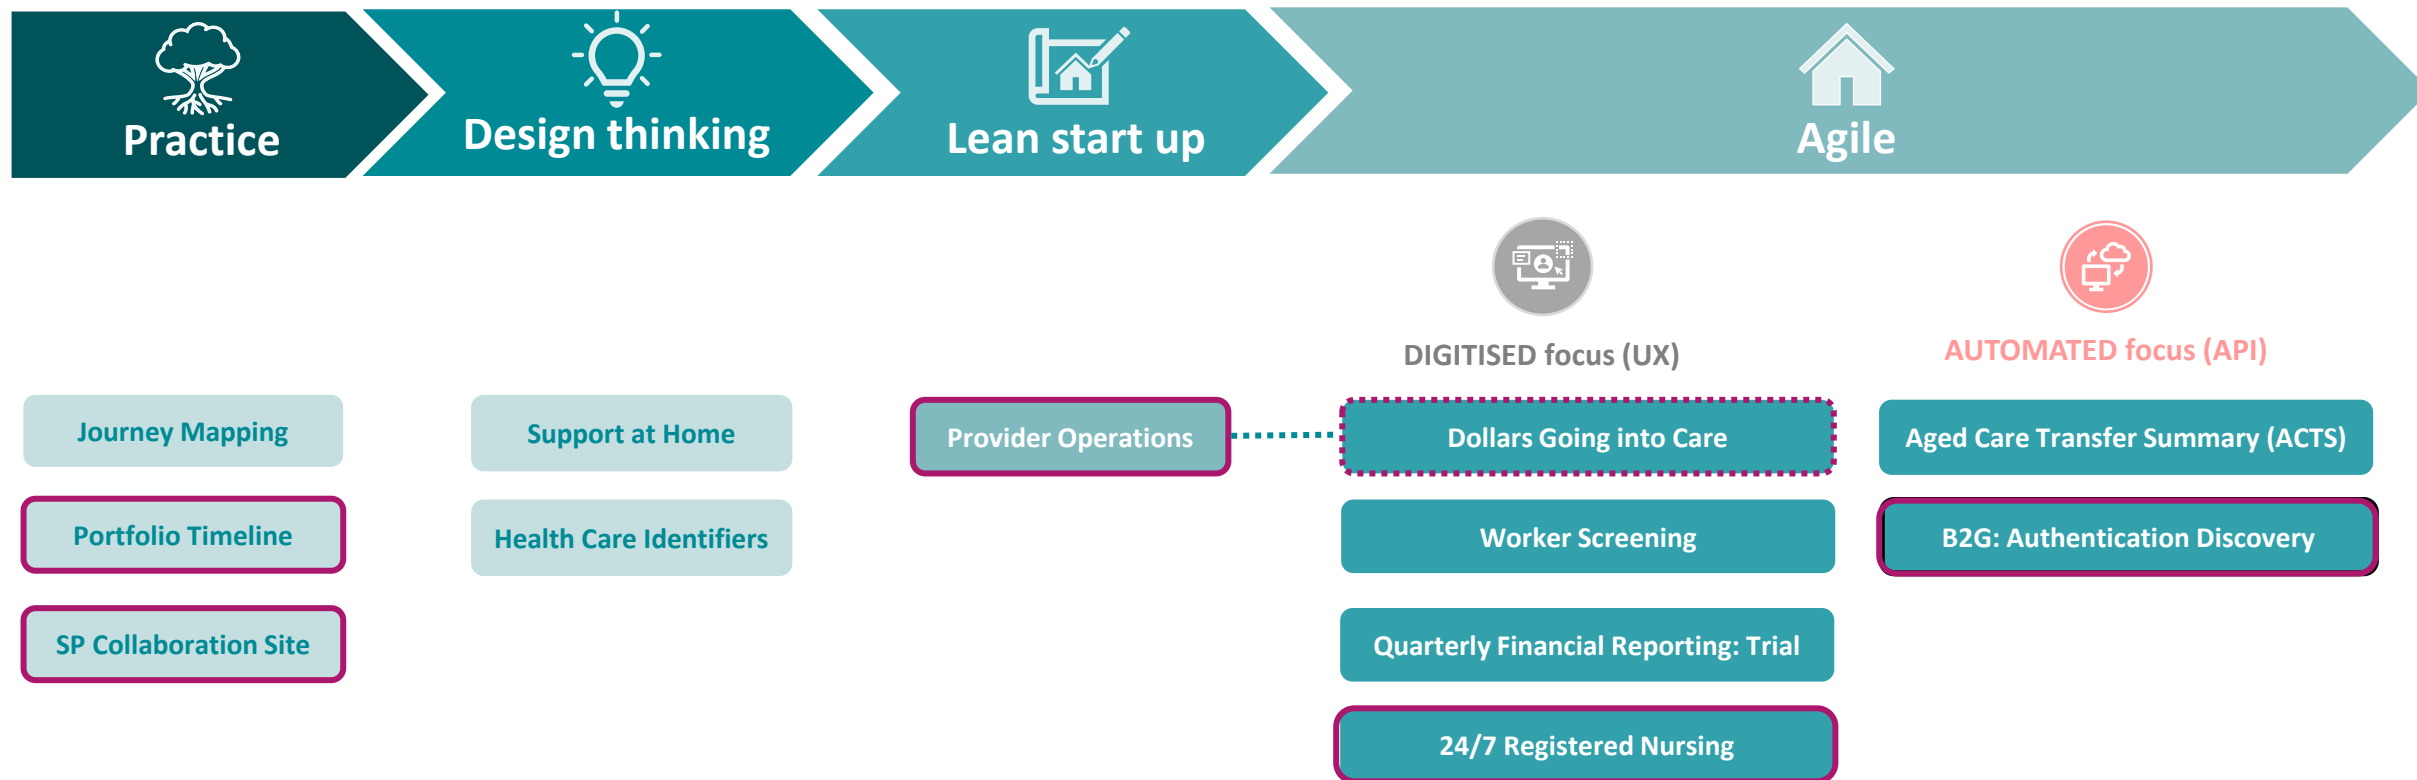 Practice
Design thinking
Lean start up
Agile
DIGITISED focus (UX)
AUTOMATED focus (API)
Journey Mapping
Support at Home
Provider Operations
Dollars Going into Care
Aged Care Transfer Summary (ACTS)
Portfolio Timeline
Health Care Identifiers
Worker Screening
B2G: Authentication Discovery
SP Collaboration Site
Quarterly Financial Reporting: Trial
24/7 Registered Nursing